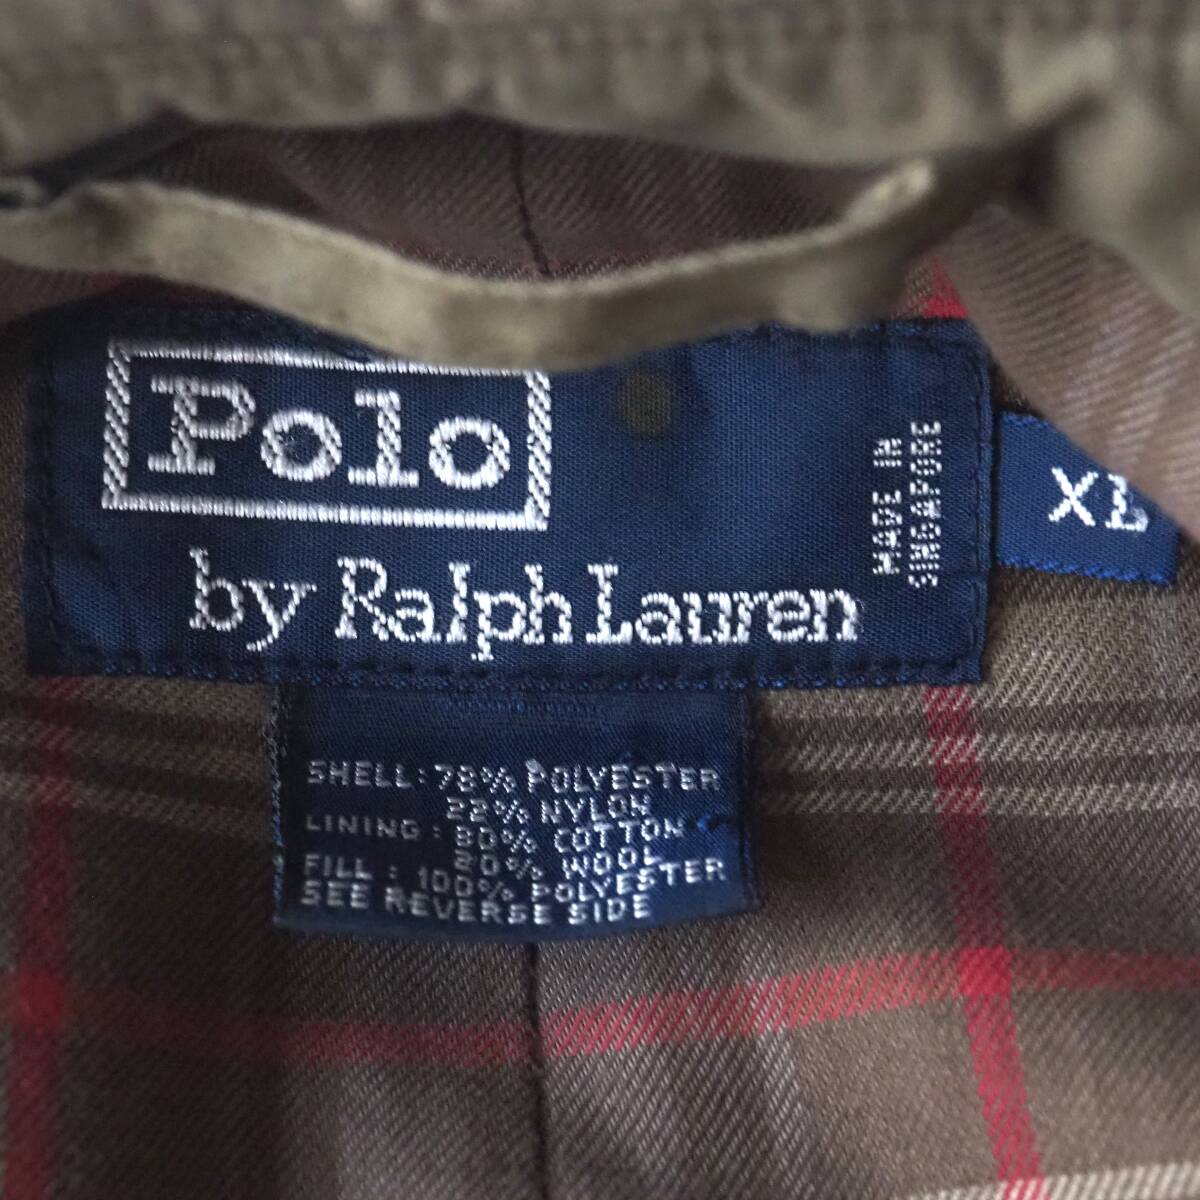 Polo
by Ralph Lauren
MADE IN
SINGAPORE
XL
SHELL: 78% POLYESTER
22% NYLON
LINING: 80% COTTON
20% WOOL
FILL: 100% POLYESTER
SEE REVERSE SIDE